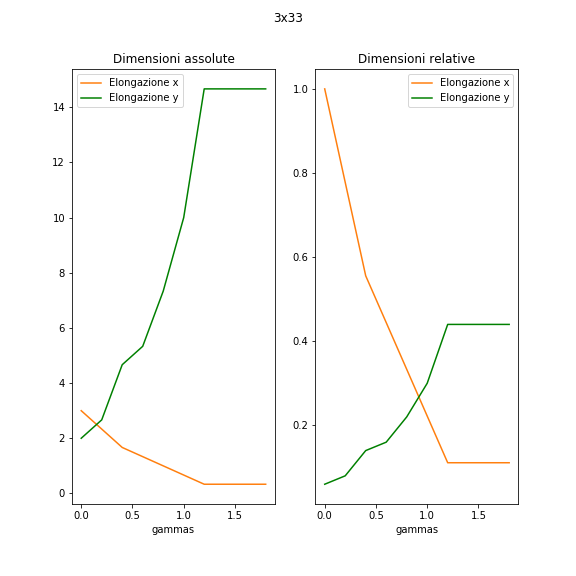 3x33
Dimensioni assolute
Elongazione x
Elongazione y
14
12
10
8
6
4
2
0
0.0 0.5 1.0 1.5
gammas
Dimensioni relative
Elongazione x
Elongazione y
1.0
0.8
0.6
0.4
0.2
0.0 0.5 1.0 1.5
gammas